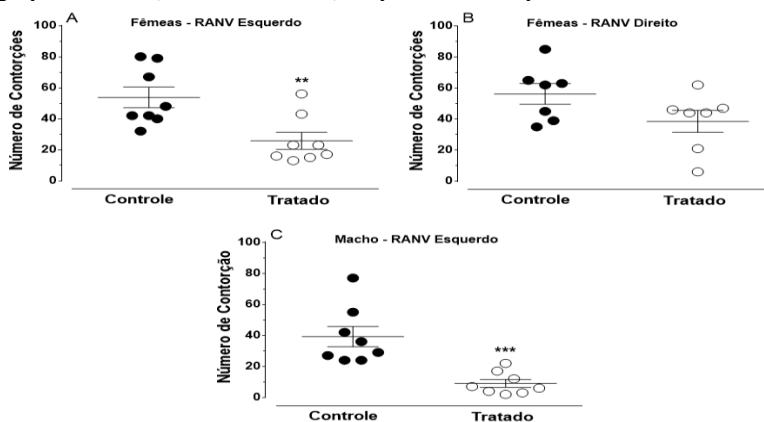 A
Fêmeas - RANV Esquerdo
Número de Contorções
100
80
60
40
20
0
**
Controle
Tratado
B
Fêmeas - RANV Direito
Número de Contorções
100
80
60
40
20
0
Controle
Tratado
C
Macho - RANV Esquerdo
Número de Contorção
100
80
60
40
20
0
***
Controle
Tratado